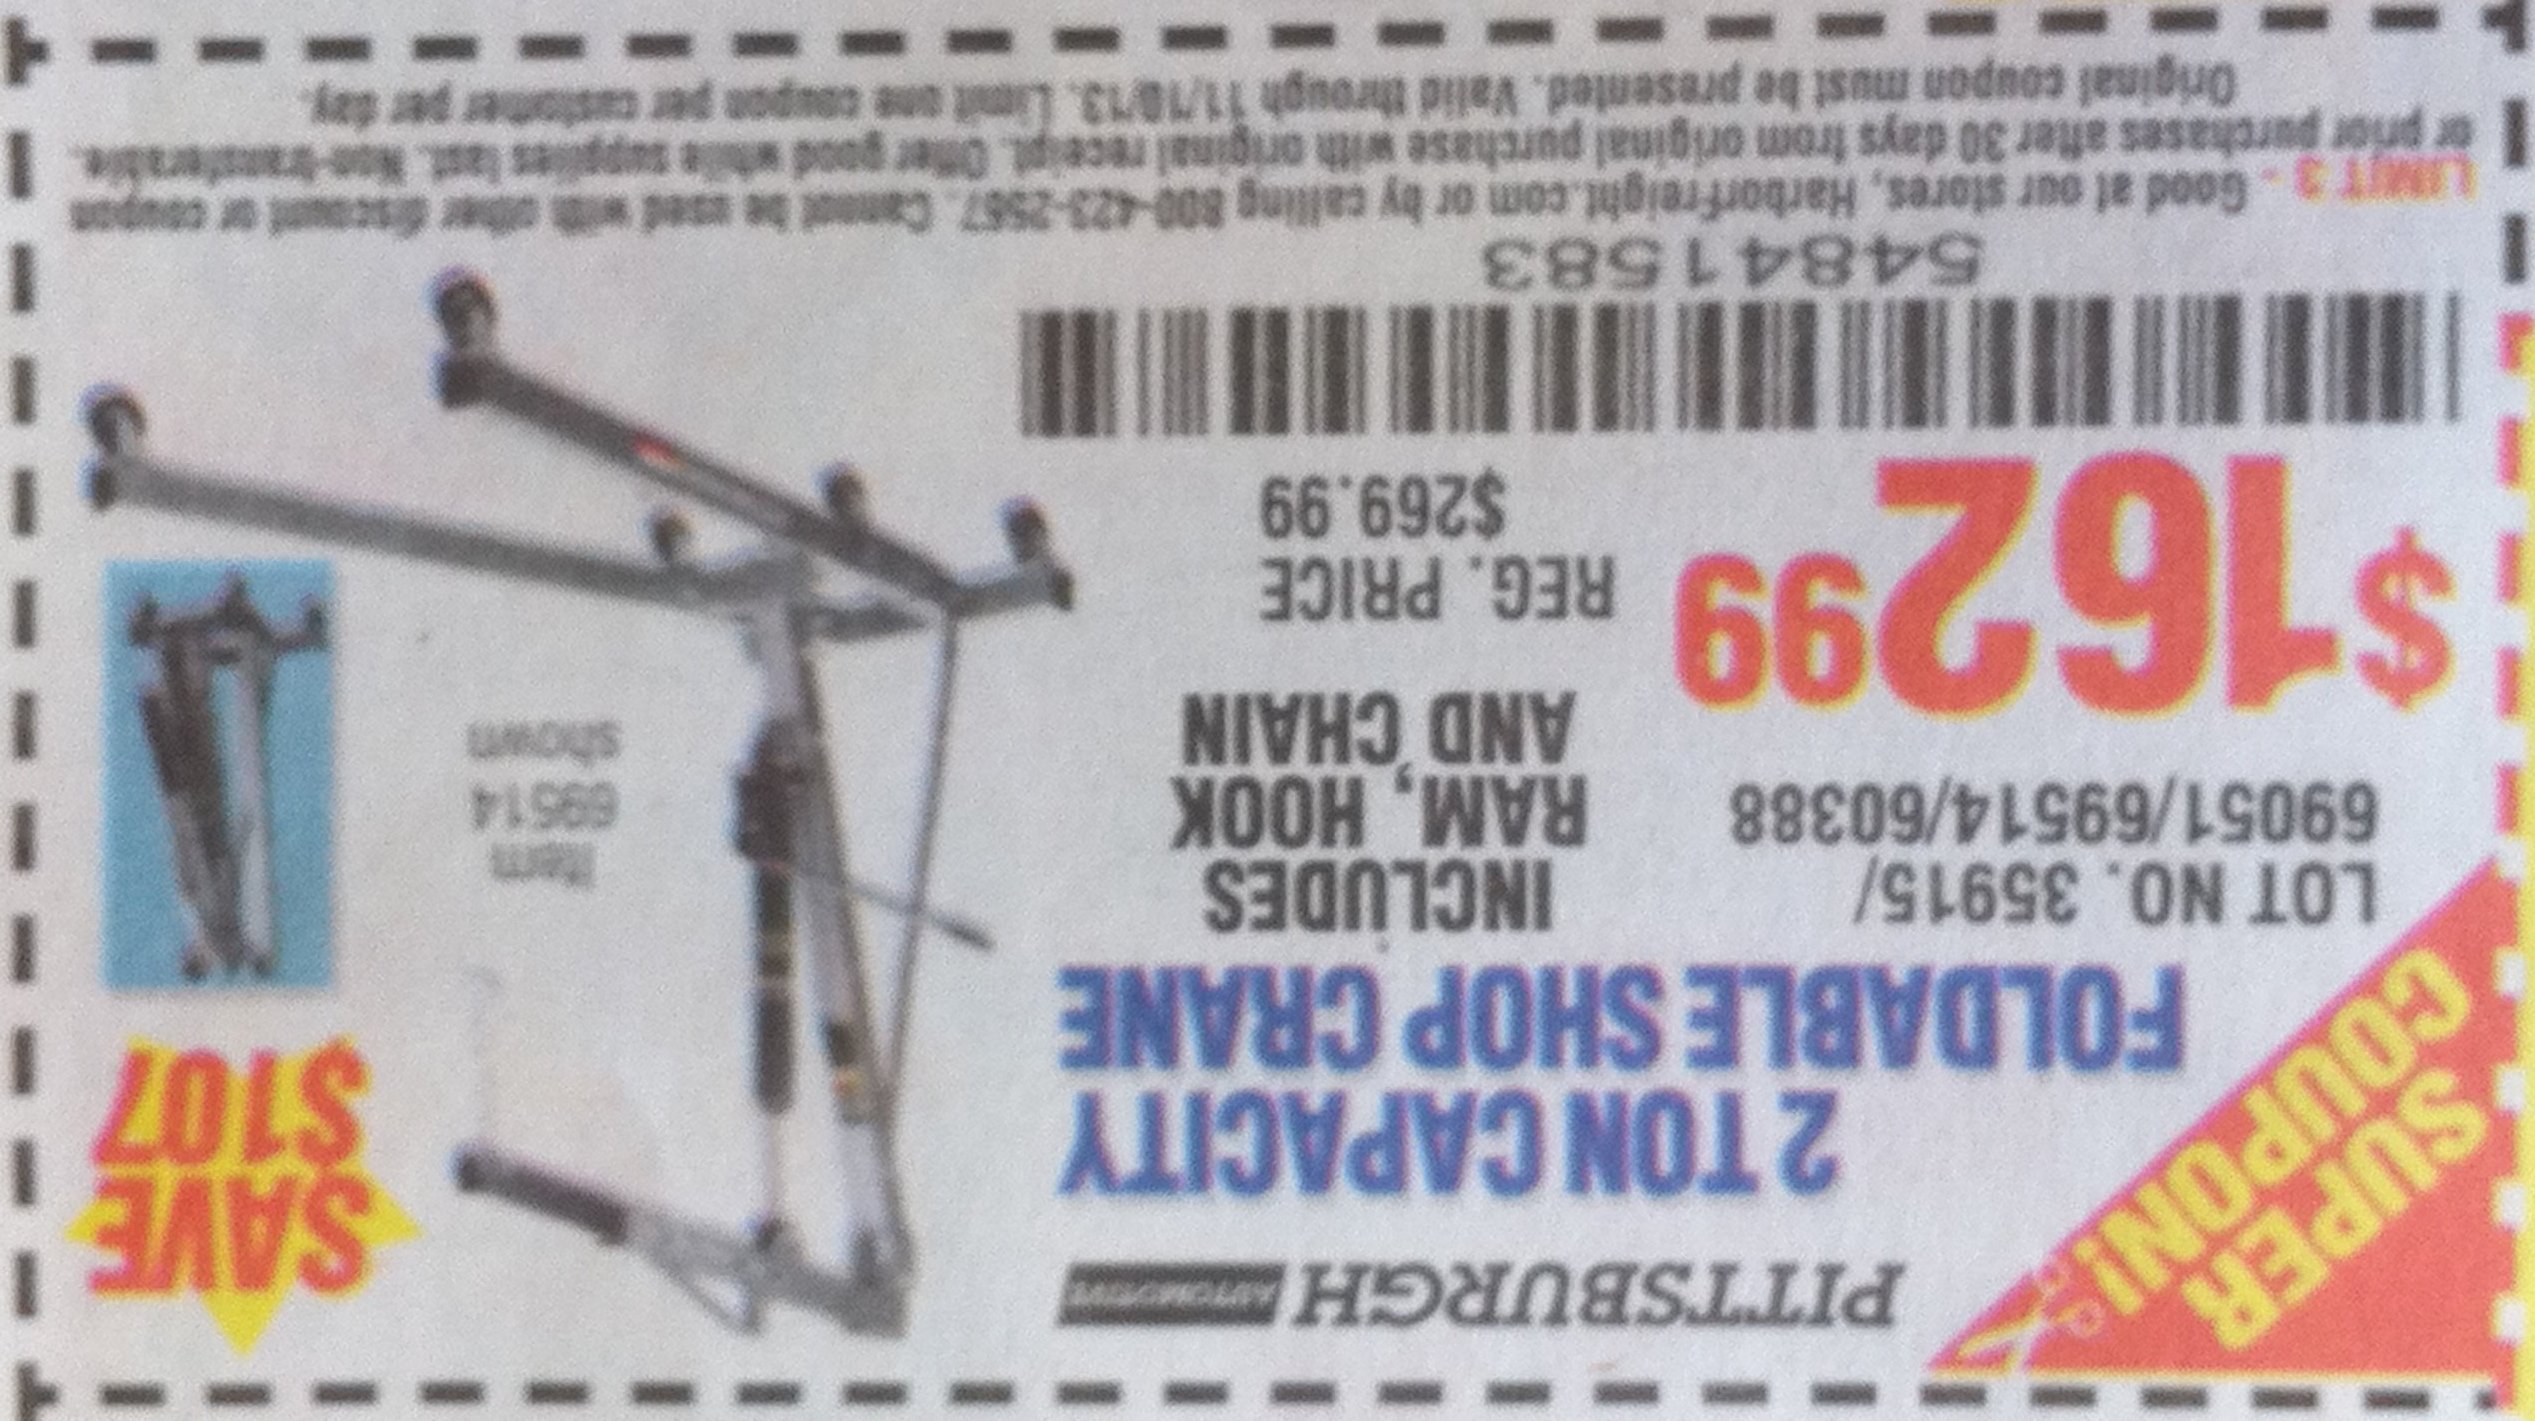 SUPER
COUPON!
PITTSBURGH AUTOMOTIVE
2 TON CAPACITY
FOLDABLE SHOP CRANE
SAVE
$107
LOT NO. 35915/
69051/69514/60388
INCLUDES
RAM, HOOK
AND CHAIN
Item
69514
shown
$162.99
REG. PRICE
$269.99
54841583
LIMIT 3 - Good at our stores, HarborFreight.com or by calling 800-423-2567. Cannot be used with other discount or coupon
or prior purchases after 30 days from original purchase with original receipt. Offer good while supplies last. Non-transferable.
Original coupon must be presented. Valid through 11/10/13. Limit one coupon per customer per day.